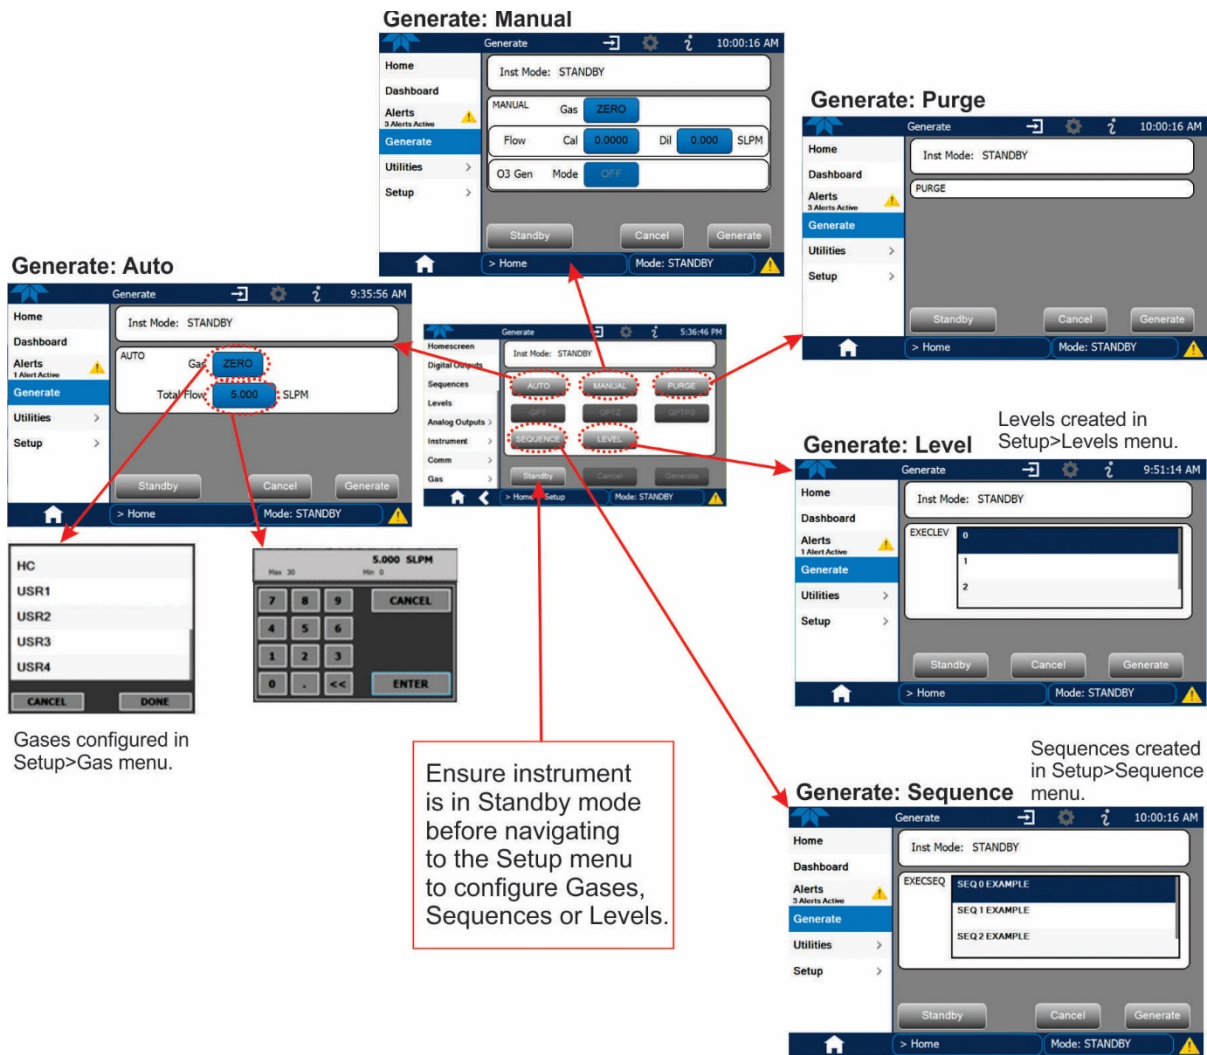 Generate: Manual
Generate 10:00:16 AM
Home
Dashboard
Alerts
3 Alerts Active
Generate
Utilities >
Setup >
Inst Mode: STANDBY
MANUAL Gas ZERO
Flow Cal 0.0000 Dil 0.000 SLPM
O3 Gen Mode OFF
Standby Cancel Generate
> Home Mode: STANDBY
Generate: Purge
Generate 10:00:16 AM
Home
Dashboard
Alerts
3 Alerts Active
Generate
Utilities >
Setup >
Inst Mode: STANDBY
PURGE
Standby Cancel Generate
> Home Mode: STANDBY
Generate: Auto
Generate 9:35:56 AM
Home
Dashboard
Alerts
1 Alert Active
Generate
Utilities >
Setup >
Inst Mode: STANDBY
AUTO Gas ZERO
Total Flow 5.000 SLPM
Standby Cancel Generate
> Home Mode: STANDBY
Generate 5:36:46 PM
Homescreen
Digital Outputs
Sequences
Levels
Analog Outputs >
Instrument >
Comm >
Gas >
Inst Mode: STANDBY
AUTO MANUAL PURGE
GPT GPTZ GPTPS
SEQUENCE LEVEL
Standby Cancel Generate
> Home > Setup Mode: STANDBY
Levels created in
Setup>Levels menu.
Generate: Level
Generate 9:51:14 AM
Home
Dashboard
Alerts
1 Alert Active
Generate
Utilities >
Setup >
Inst Mode: STANDBY
EXECLEV 0
1
2
Standby Cancel Generate
> Home Mode: STANDBY
HC
USR1
USR2
USR3
USR4
CANCEL DONE
Gases configured in
Setup>Gas menu.
5.000 SLPM
Max 30 Min 0
7 8 9 CANCEL
4 5 6
1 2 3
0 . << ENTER
Ensure instrument
is in Standby mode
before navigating
to the Setup menu
to configure Gases,
Sequences or Levels.
Sequences created
in Setup>Sequence
menu.
Generate: Sequence
Generate 10:00:16 AM
Home
Dashboard
Alerts
3 Alerts Active
Generate
Utilities >
Setup >
Inst Mode: STANDBY
EXECSEQ SEQ 0 EXAMPLE
SEQ 1 EXAMPLE
SEQ 2 EXAMPLE
Standby Cancel Generate
> Home Mode: STANDBY